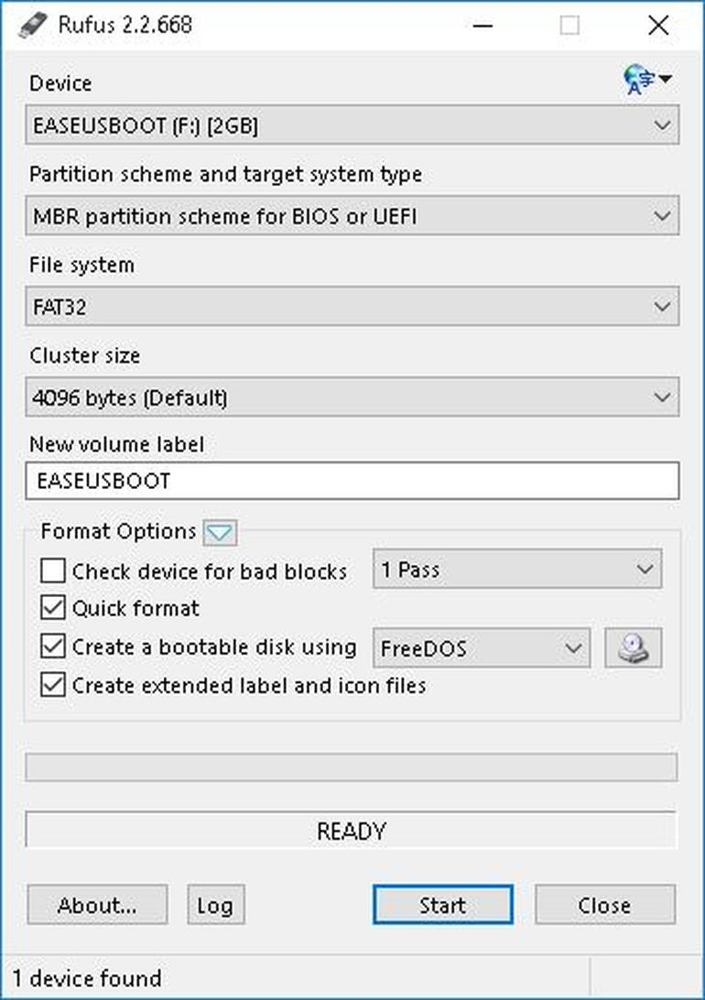 Rufus 2.2.668
Device
EASEUSBOOT (F:) [2GB]
Partition scheme and target system type
MBR partition scheme for BIOS or UEFI
File system
FAT32
Cluster size
4096 bytes (Default)
New volume label
EASEUSBOOT
Format Options
Check device for bad blocks 1 Pass
Quick format
Create a bootable disk using FreeDOS
Create extended label and icon files
READY
About... Log Start Close
1 device found